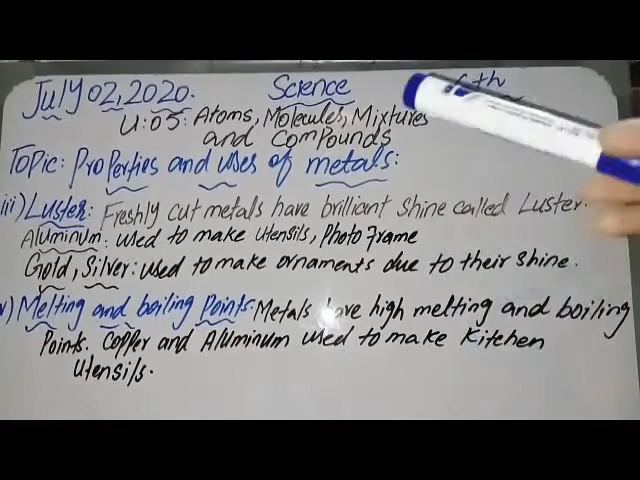 July 02, 2020. Science 6th
U:05: Atoms, Molecules, Mixtures
and Compounds
Topic: Properties and uses of metals:
iii) Luster: Freshly cut metals have brilliant shine called Luster.
Aluminum: used to make utensils, Photo Frame
Gold, Silver: used to make ornaments due to their shine.
v) Melting and boiling Points: Metals have high melting and boiling
Points. Copper and Aluminum used to make Kitchen
Utensils.